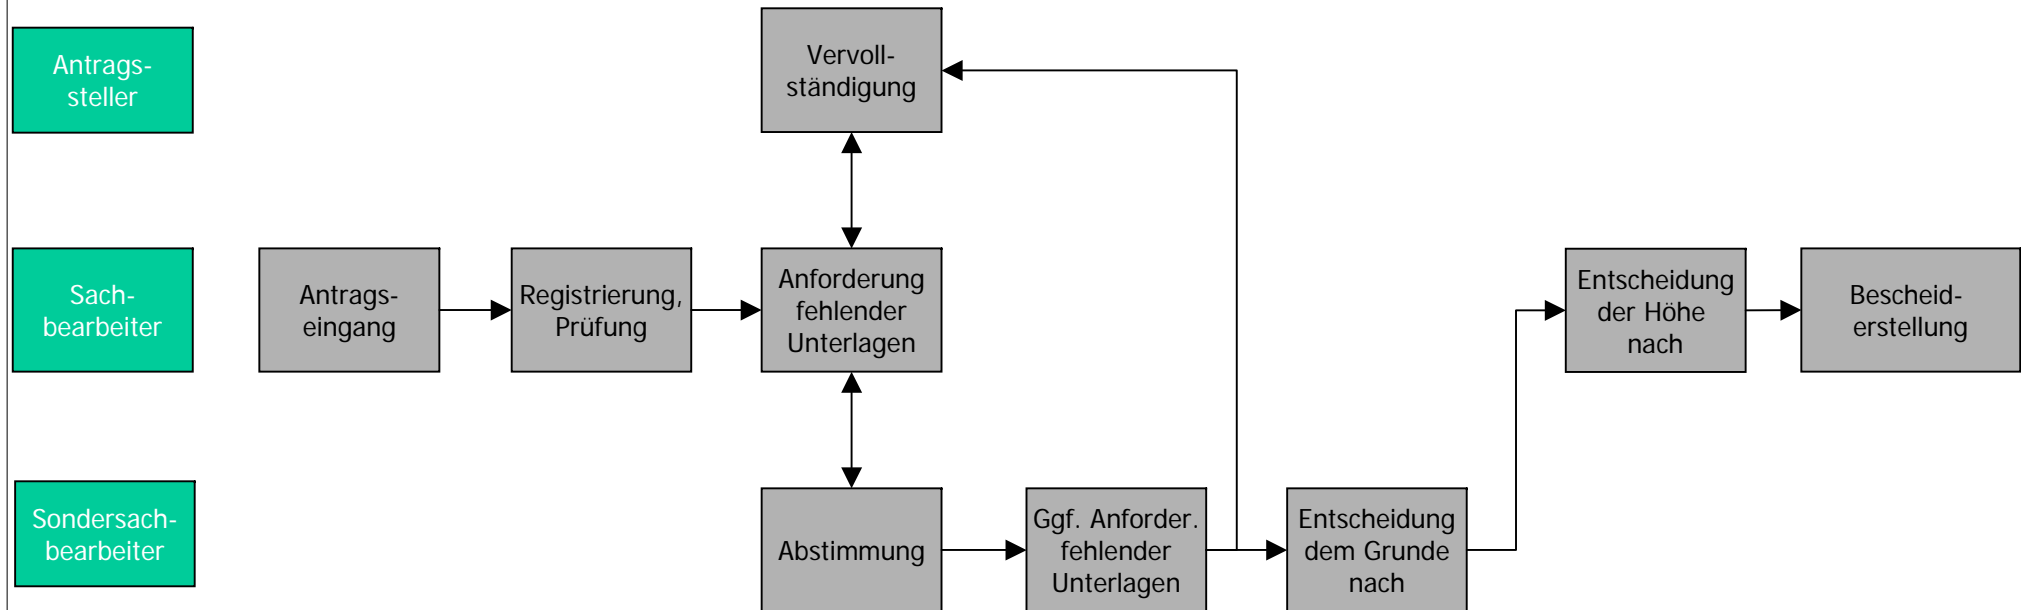 Antrags-
steller
Vervoll-
ständigung
Sach-
bearbeiter
Antrags-
eingang
Registrierung,
Prüfung
Anforderung
fehlender
Unterlagen
Entscheidung
der Höhe
nach
Bescheid-
erstellung
Sondersach-
bearbeiter
Abstimmung
Ggf. Anforder.
fehlender
Unterlagen
Entscheidung
dem Grunde
nach